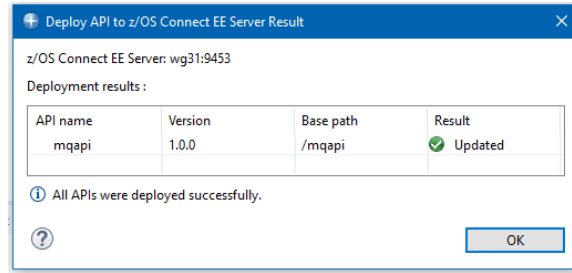 Deploy API to z/OS Connect EE Server Result
z/OS Connect EE Server: wg31:9453
Deployment results :
API name Version Base path Result
mqapi 1.0.0 /mqapi Updated
All APIs were deployed successfully.
OK